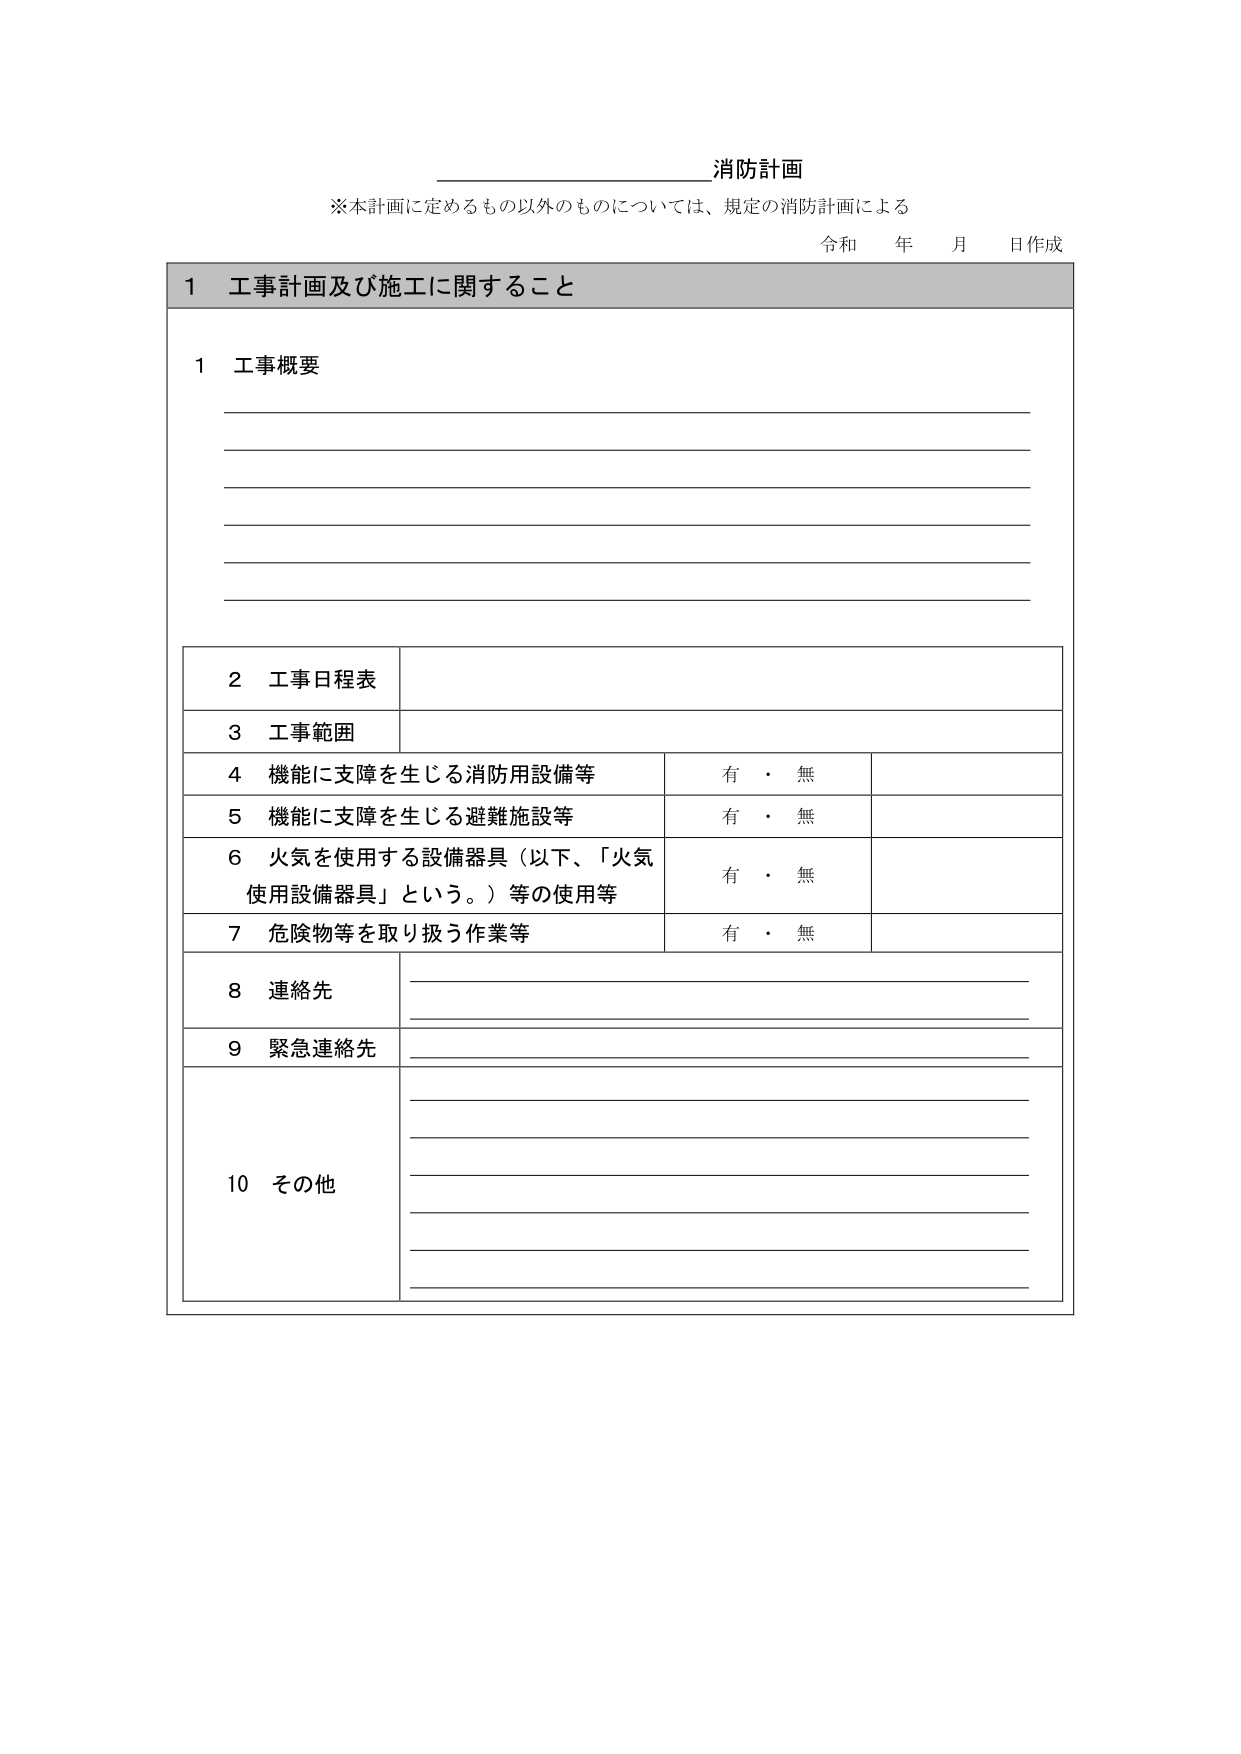 消防計画
※本計画に定めるもの以外のものについては、規定の消防計画による
令和　　年　　月　　日作成
１　工事計画及び施工に関すること
１　工事概要
２　工事日程表
３　工事範囲
４　機能に支障を生じる消防用設備等　有　・　無
５　機能に支障を生じる避難施設等　有　・　無
６　火気を使用する設備器具（以下、「火気
使用設備器具」という。）等の使用等　有　・　無
７　危険物等を取り扱う作業等　有　・　無
８　連絡先
９　緊急連絡先
10　その他